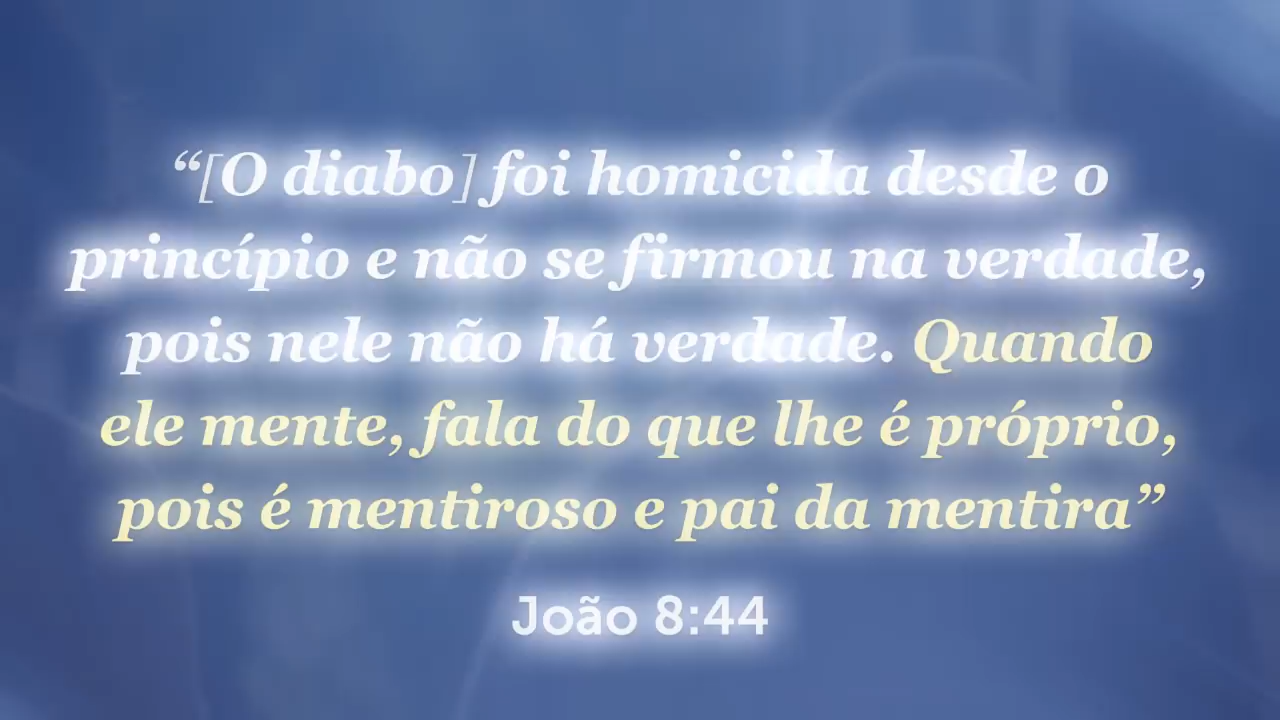 “[O diabo] foi homicida desde o
princípio e não se firmou na verdade,
pois nele não há verdade. Quando
ele mente, fala do que lhe é próprio,
pois é mentiroso e pai da mentira”
João 8:44